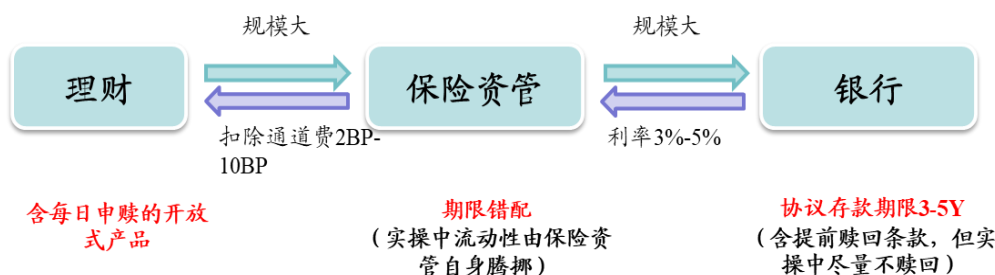 规模大
规模大
理财
保险资管
银行
扣除通道费2BP-
10BP
利率3%-5%
含每日申赎的开放
式产品
期限错配
(实操中流动性由保险资
管自身腾挪)
协议存款期限3-5Y
(含提前赎回条款,但实
操中尽量不赎回)